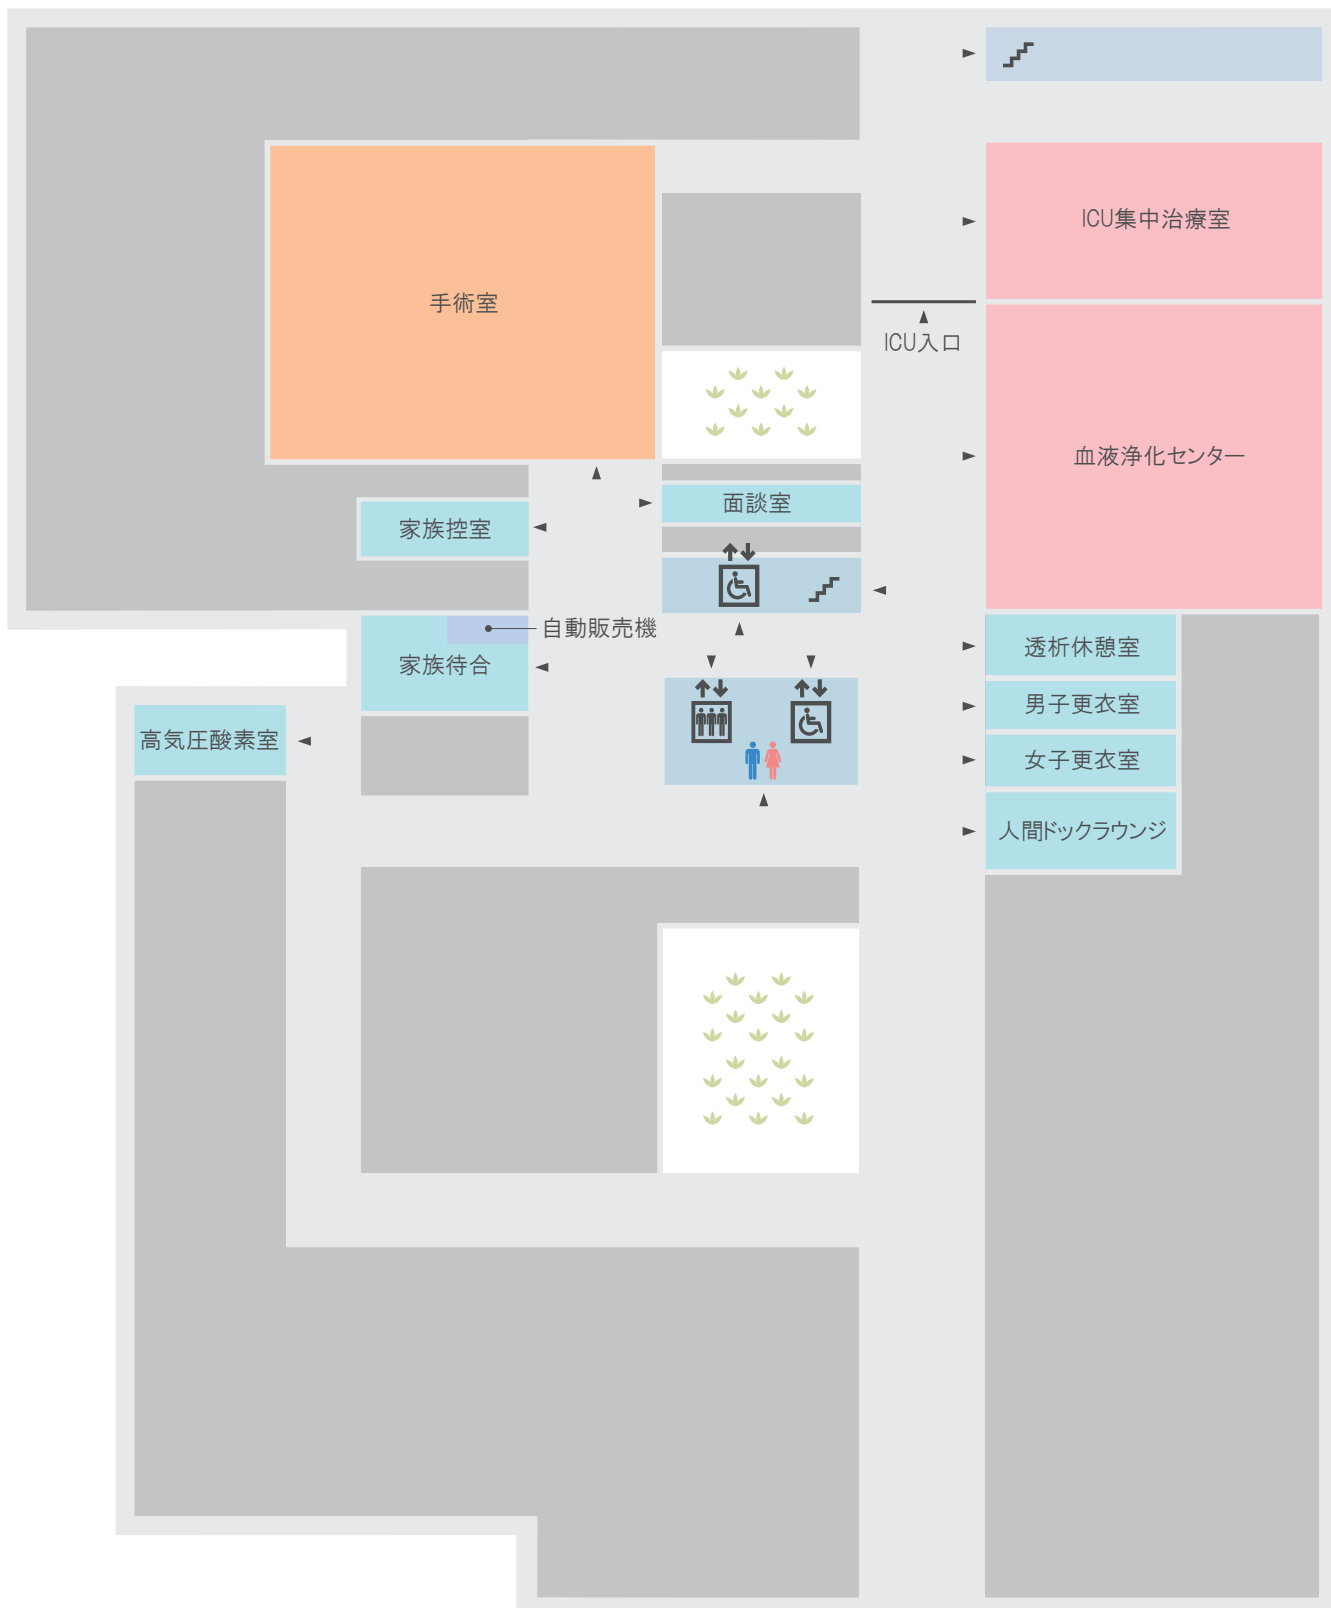 ICU集中治療室
手術室
ICU入口
血液浄化センター
面談室
家族控室
自動販売機
家族待合
透析休憩室
男子更衣室
高気圧酸素室
女子更衣室
人間ドックラウンジ